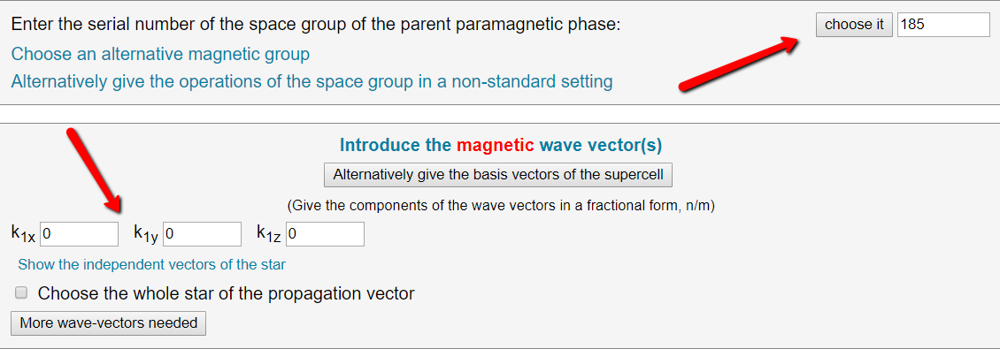 Enter the serial number of the space group of the parent paramagnetic phase: choose it 185
Choose an alternative magnetic group
Alternatively give the operations of the space group in a non-standard setting
Introduce the magnetic wave vector(s)
Alternatively give the basis vectors of the supercell
(Give the components of the wave vectors in a fractional form, n/m)
k1x 0 k1y 0 k1z 0
Show the independent vectors of the star
Choose the whole star of the propagation vector
More wave-vectors needed